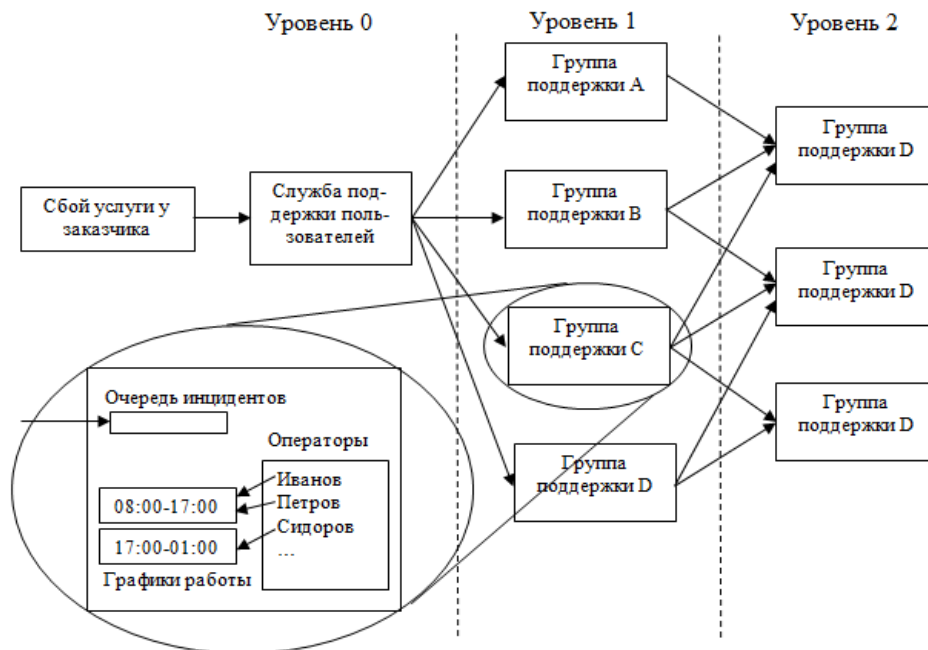 Уровень 0
Уровень 1
Уровень 2
Сбой услуги у
заказчика
Служба под-
держки поль-
зователей
Группа
поддержки A
Группа
поддержки B
Группа
поддержки C
Группа
поддержки D
Группа
поддержки D
Группа
поддержки D
Группа
поддержки D
Очередь инцидентов
Операторы
Иванов
Петров
Сидоров
...
08:00-17:00
17:00-01:00
Графики работы